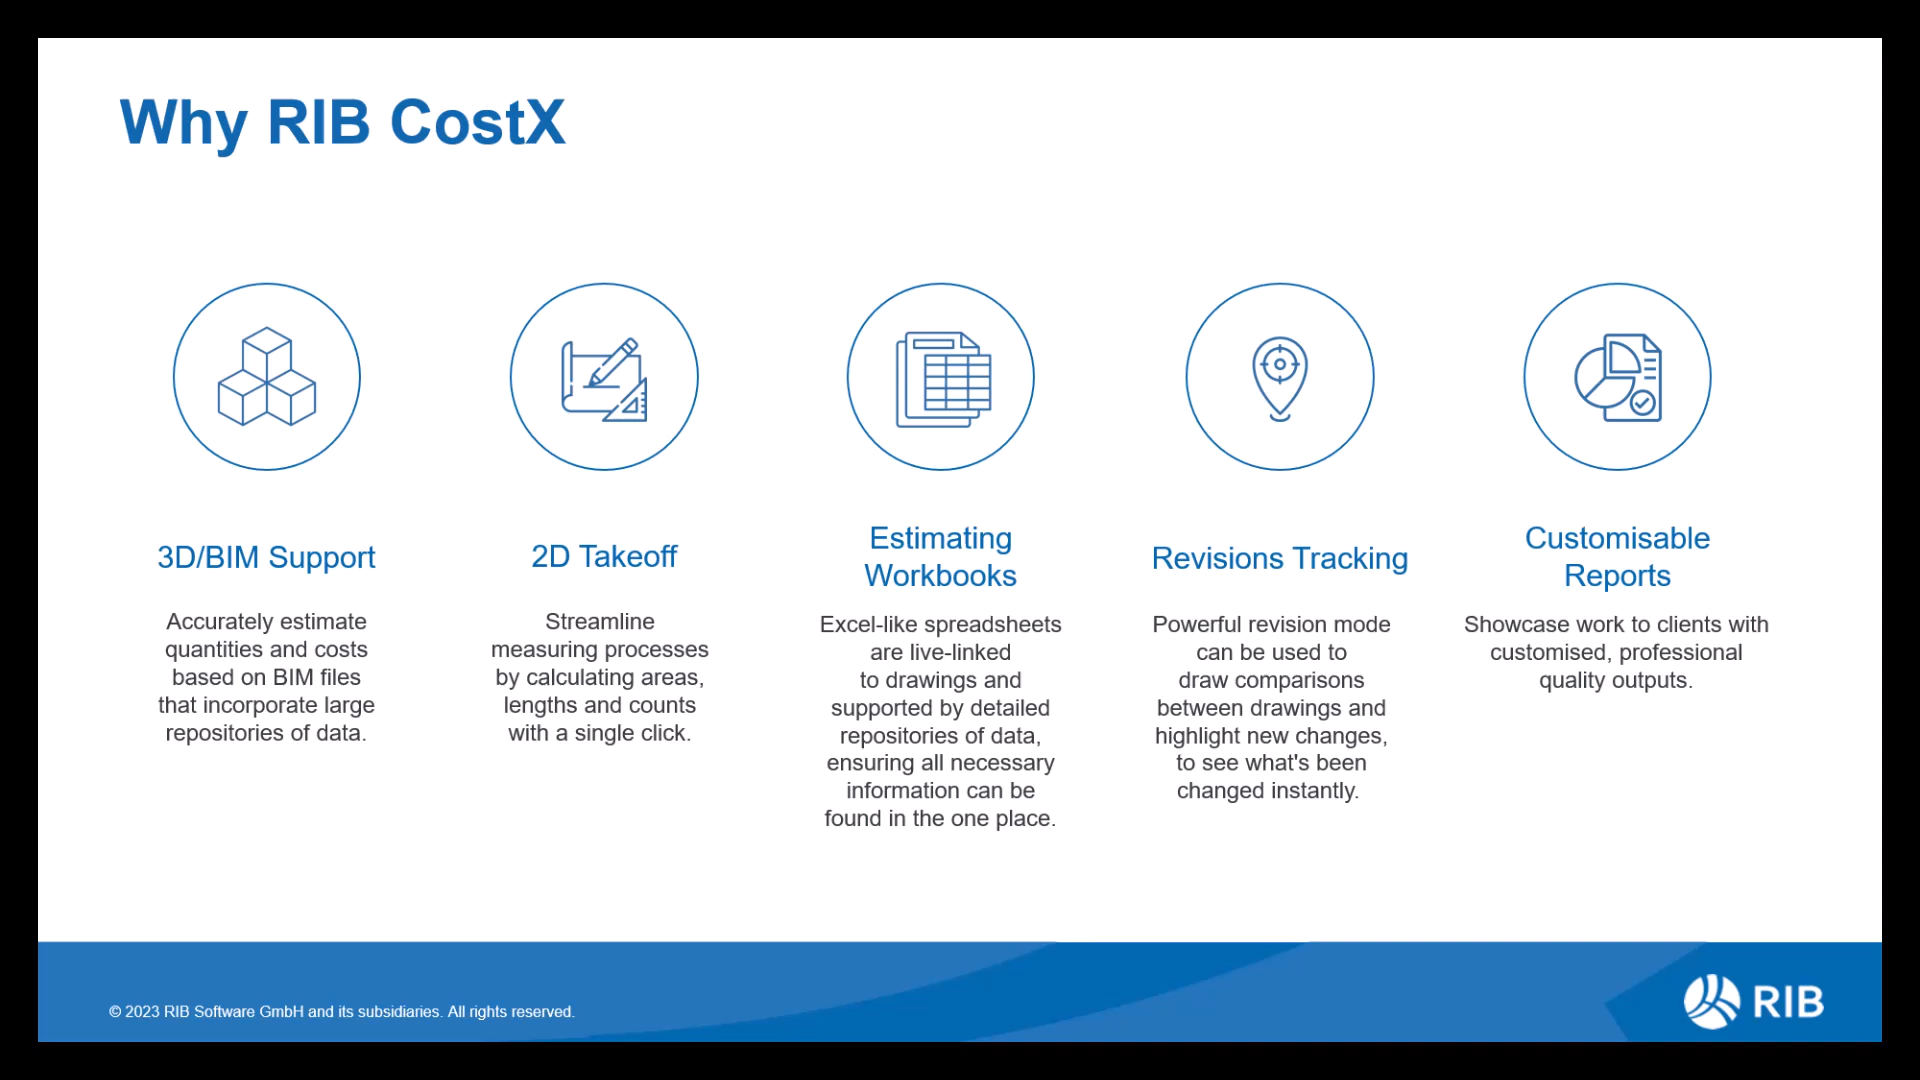 Why RIB CostX
3D/BIM Support
Accurately estimate
quantities and costs
based on BIM files
that incorporate large
repositories of data.
2D Takeoff
Streamline
measuring processes
by calculating areas,
lengths and counts
with a single click.
Estimating
Workbooks
Excel-like spreadsheets
are live-linked
to drawings and
supported by detailed
repositories of data,
ensuring all necessary
information can be
found in the one place.
Revisions Tracking
Powerful revision mode
can be used to
draw comparisons
between drawings and
highlight new changes,
to see what's been
changed instantly.
Customisable
Reports
Showcase work to clients with
customised, professional
quality outputs.
© 2023 RIB Software GmbH and its subsidiaries. All rights reserved.
RIB